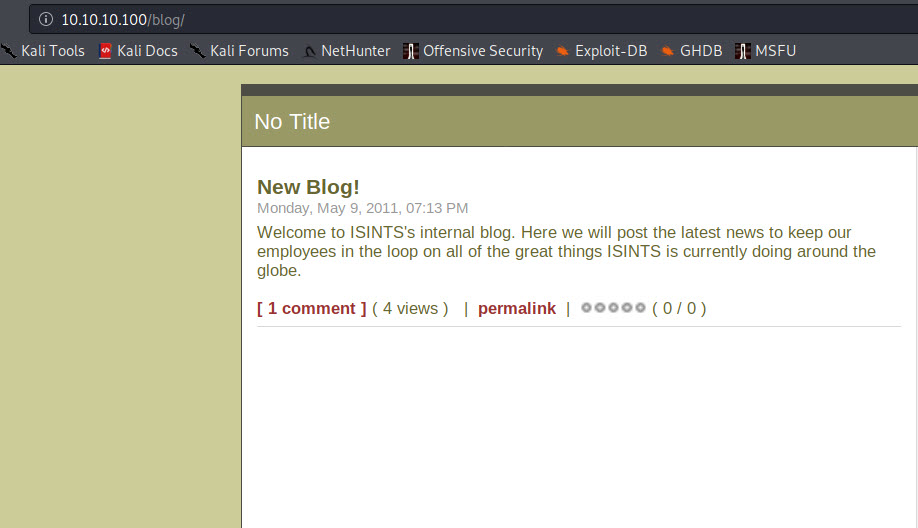 10.10.10.100/blog/
Kali Tools Kali Docs Kali Forums NetHunter Offensive Security Exploit-DB GHDB MSFU
No Title
New Blog!
Monday, May 9, 2011, 07:13 PM
Welcome to ISINTS's internal blog. Here we will post the latest news to keep our
employees in the loop on all of the great things ISINTS is currently doing around the
globe.
[ 1 comment ] ( 4 views ) | permalink | ( 0 / 0 )